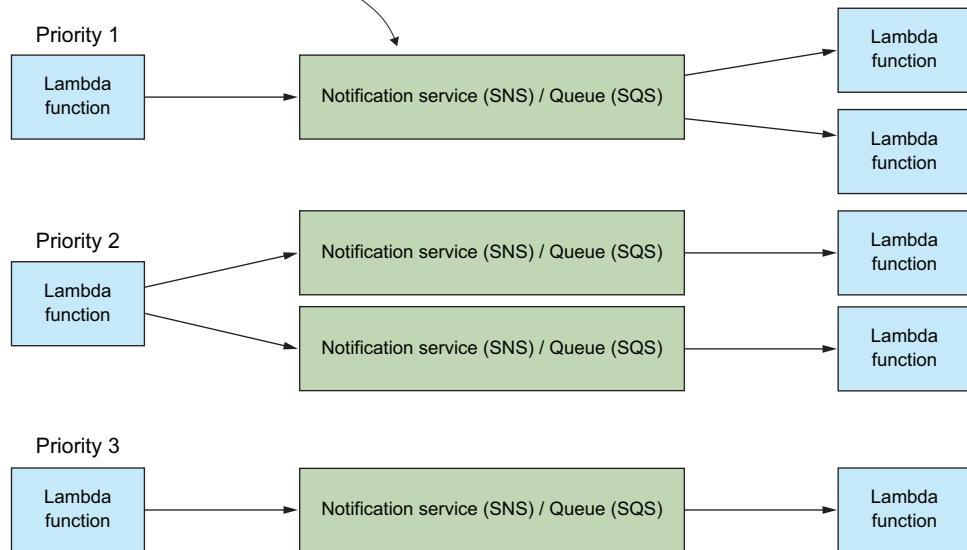 Priority 1
Lambda
function
Notification service (SNS) / Queue (SQS)
Lambda
function
Lambda
function
Priority 2
Lambda
function
Notification service (SNS) / Queue (SQS)
Lambda
function
Notification service (SNS) / Queue (SQS)
Lambda
function
Priority 3
Lambda
function
Notification service (SNS) / Queue (SQS)
Lambda
function